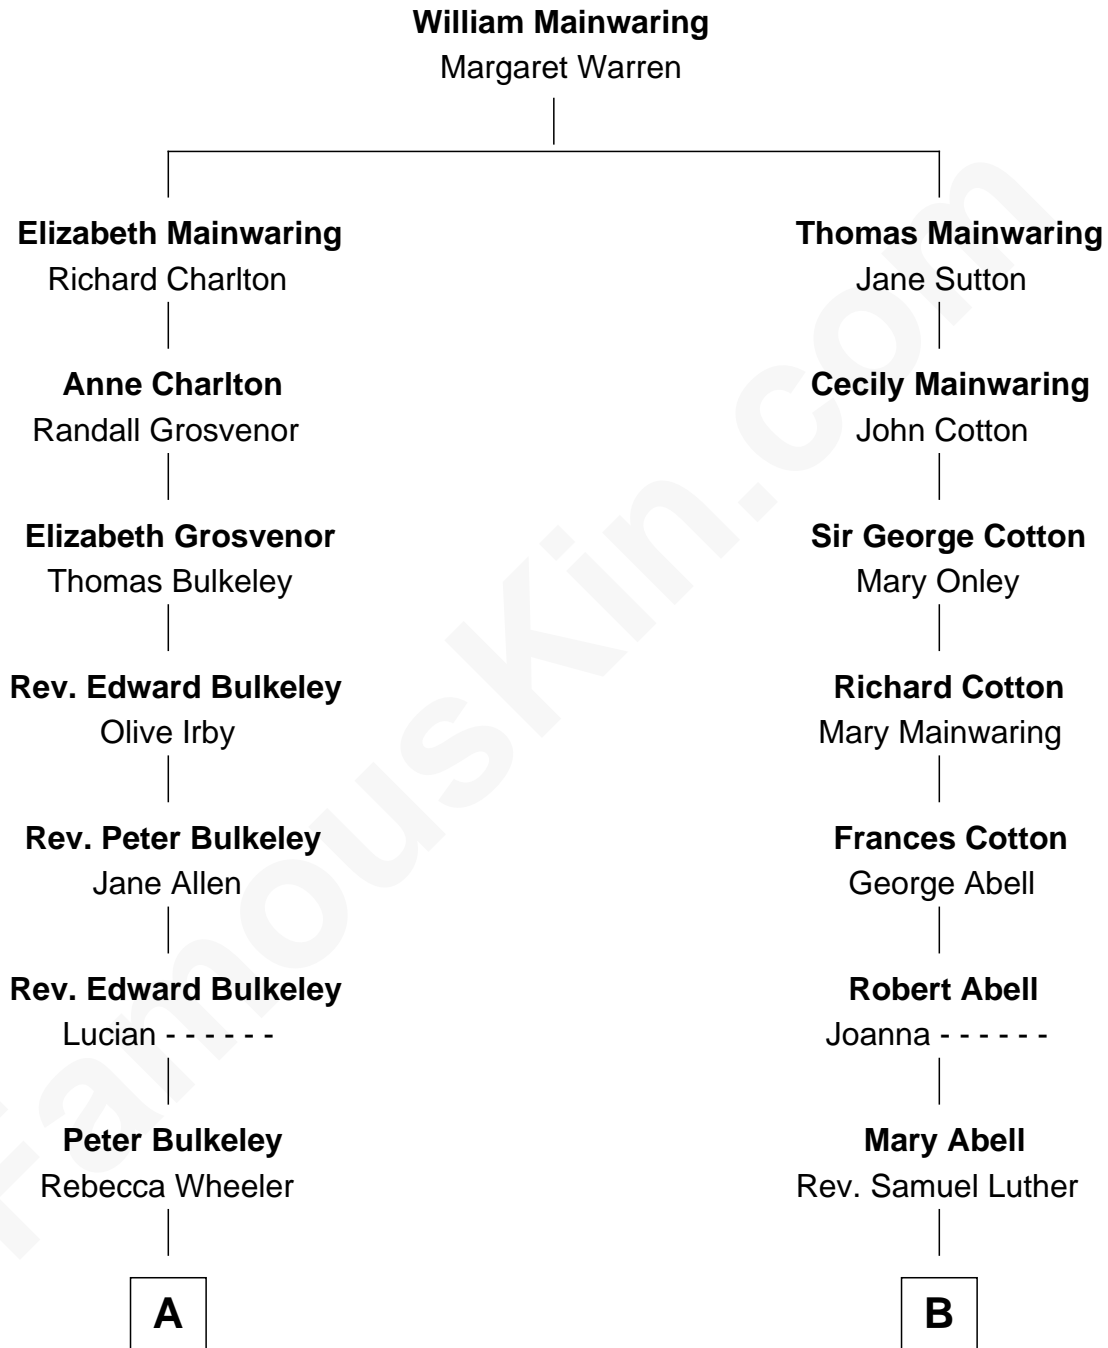 William Mainwaring
Margaret Warren
Elizabeth Mainwaring
Richard Charlton
Thomas Mainwaring
Jane Sutton
Anne Charlton
Randall Grosvenor
Cecily Mainwaring
John Cotton
Elizabeth Grosvenor
Thomas Bulkeley
Sir George Cotton
Mary Onley
Rev. Edward Bulkeley
Olive Irby
Richard Cotton
Mary Mainwaring
Rev. Peter Bulkeley
Jane Allen
Frances Cotton
George Abell
Rev. Edward Bulkeley
Lucian - - - - - -
Robert Abell
Joanna - - - - - -
Peter Bulkeley
Rebecca Wheeler
Mary Abell
Rev. Samuel Luther
A
B
FamousKin.com